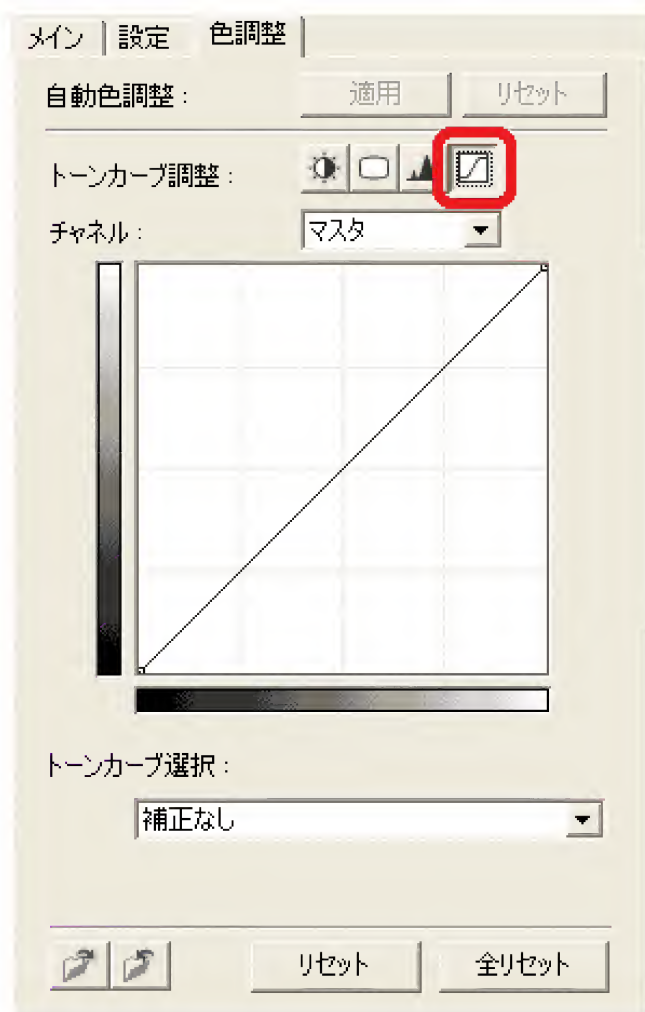 メイン 設定 色調整
自動色調整： 適用 リセット
トーンカーブ調整：
チャネル： マスタ
トーンカーブ選択：
補正なし
リセット 全リセット